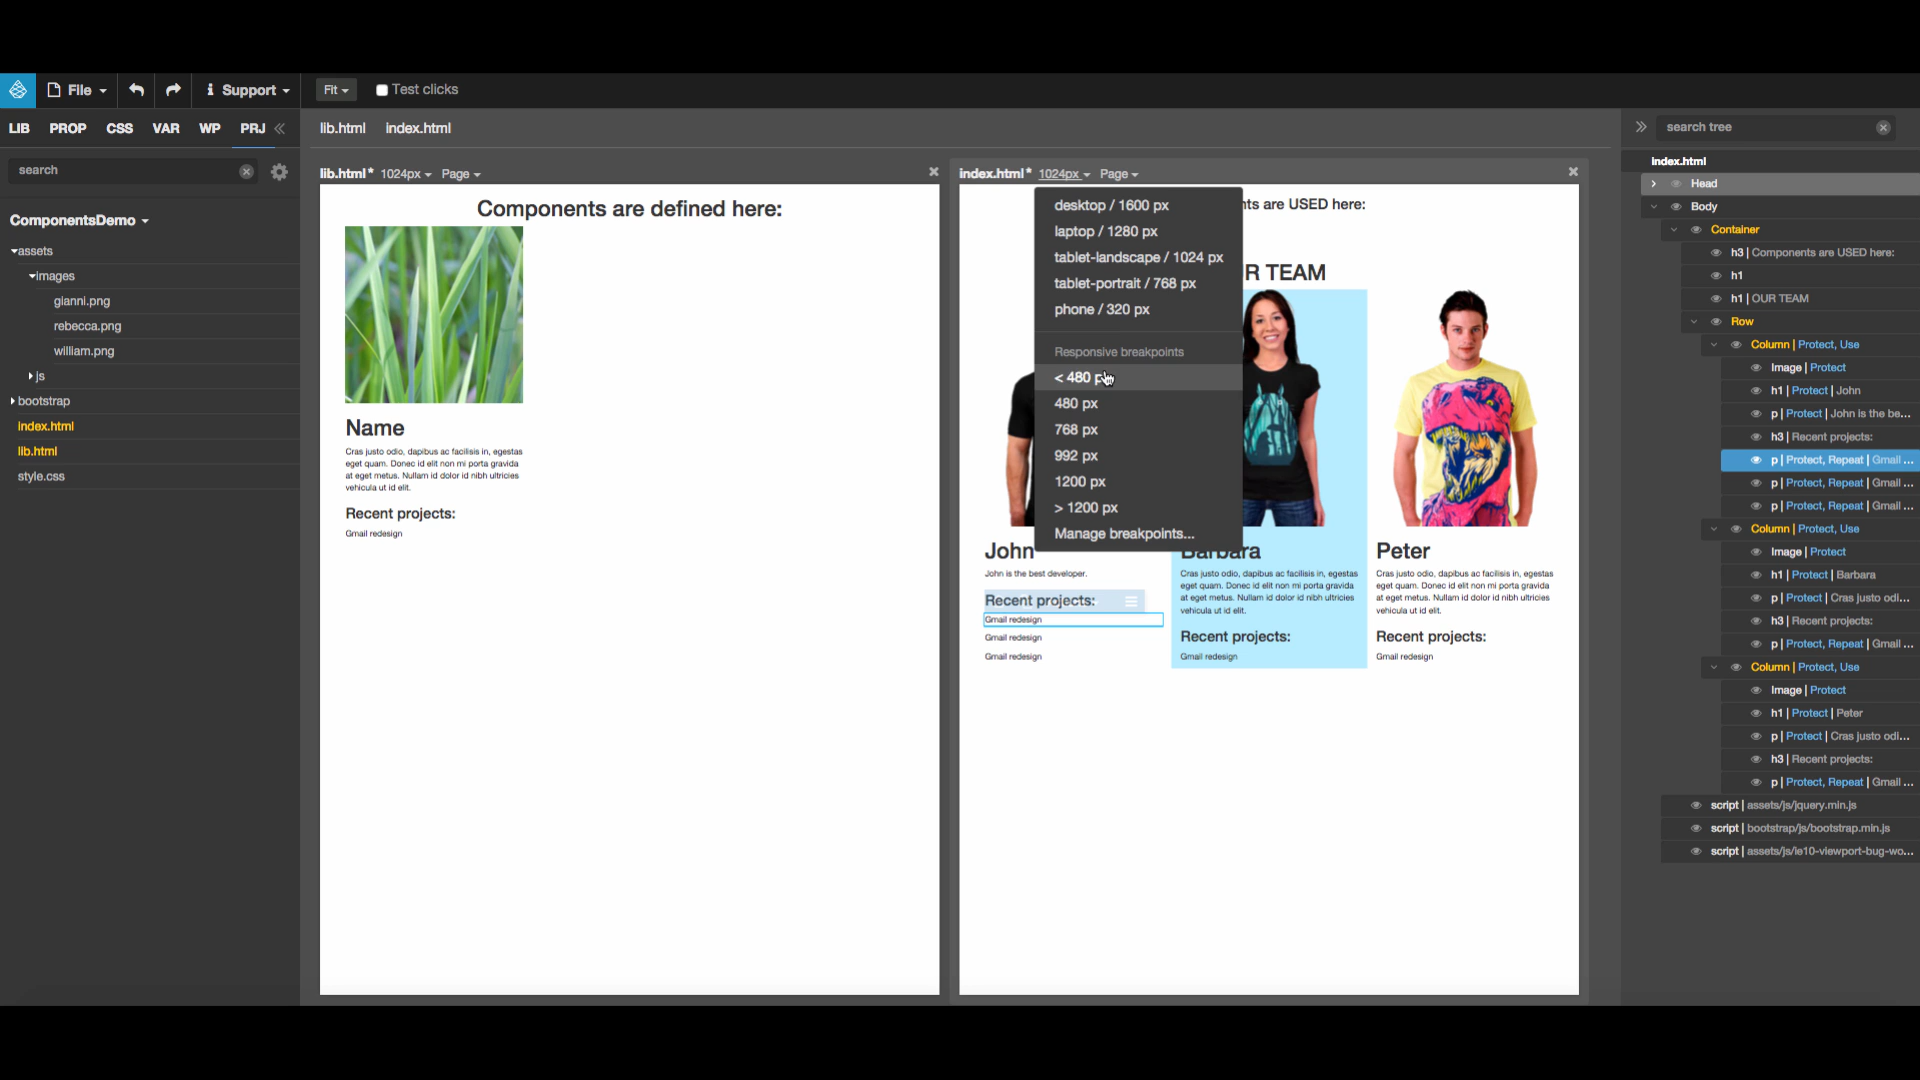 File
Support
Fit
Test clicks
LIB PROP CSS VAR WP PRJ
lib.html index.html
search tree
search
ComponentsDemo
assets
images
gianni.png
rebecca.png
william.png
js
bootstrap
index.html
lib.html
style.css
lib.html* 1024px Page
Components are defined here:
Name
Cras justo odio, dapibus ac facilisis in, egestas
eget quam. Donec id elit non mi porta gravida
at eget metus. Nullam id dolor id nibh ultricies
vehicula ut id elit.
Recent projects:
Gmail redesign
index.html* 1024px Page
nts are USED here:
R TEAM
desktop / 1600 px
laptop / 1280 px
tablet-landscape / 1024 px
tablet-portrait / 768 px
phone / 320 px
Responsive breakpoints
< 480
480 px
768 px
992 px
1200 px
> 1200 px
Manage breakpoints...
John
John is the best developer.
Recent projects:
Gmail redesign
Gmail redesign
Gmail redesign
Barbara
Cras justo odio, dapibus ac facilisis in, egestas
eget quam. Donec id elit non mi porta gravida
at eget metus. Nullam id dolor id nibh ultricies
vehicula ut id elit.
Recent projects:
Gmail redesign
Peter
Cras justo odio, dapibus ac facilisis in, egestas
eget quam. Donec id elit non mi porta gravida
at eget metus. Nullam id dolor id nibh ultricies
vehicula ut id elit.
Recent projects:
Gmail redesign
index.html
Head
Body
Container
h3 | Components are USED here:
h1
h1 | OUR TEAM
Row
Column | Protect, Use
Image | Protect
h1 | Protect | John
p | Protect | John is the be...
h3 | Recent projects:
p | Protect, Repeat | Gmail ...
p | Protect, Repeat | Gmail ...
p | Protect, Repeat | Gmail ...
Column | Protect, Use
Image | Protect
h1 | Protect | Barbara
p | Protect | Cras justo odi...
h3 | Recent projects:
p | Protect, Repeat | Gmail ...
Column | Protect, Use
Image | Protect
h1 | Protect | Peter
p | Protect | Cras justo odi...
h3 | Recent projects:
p | Protect, Repeat | Gmail ...
script | assets/js/jquery.min.js
script | bootstrap/js/bootstrap.min.js
script | assets/js/ie10-viewport-bug-wo...